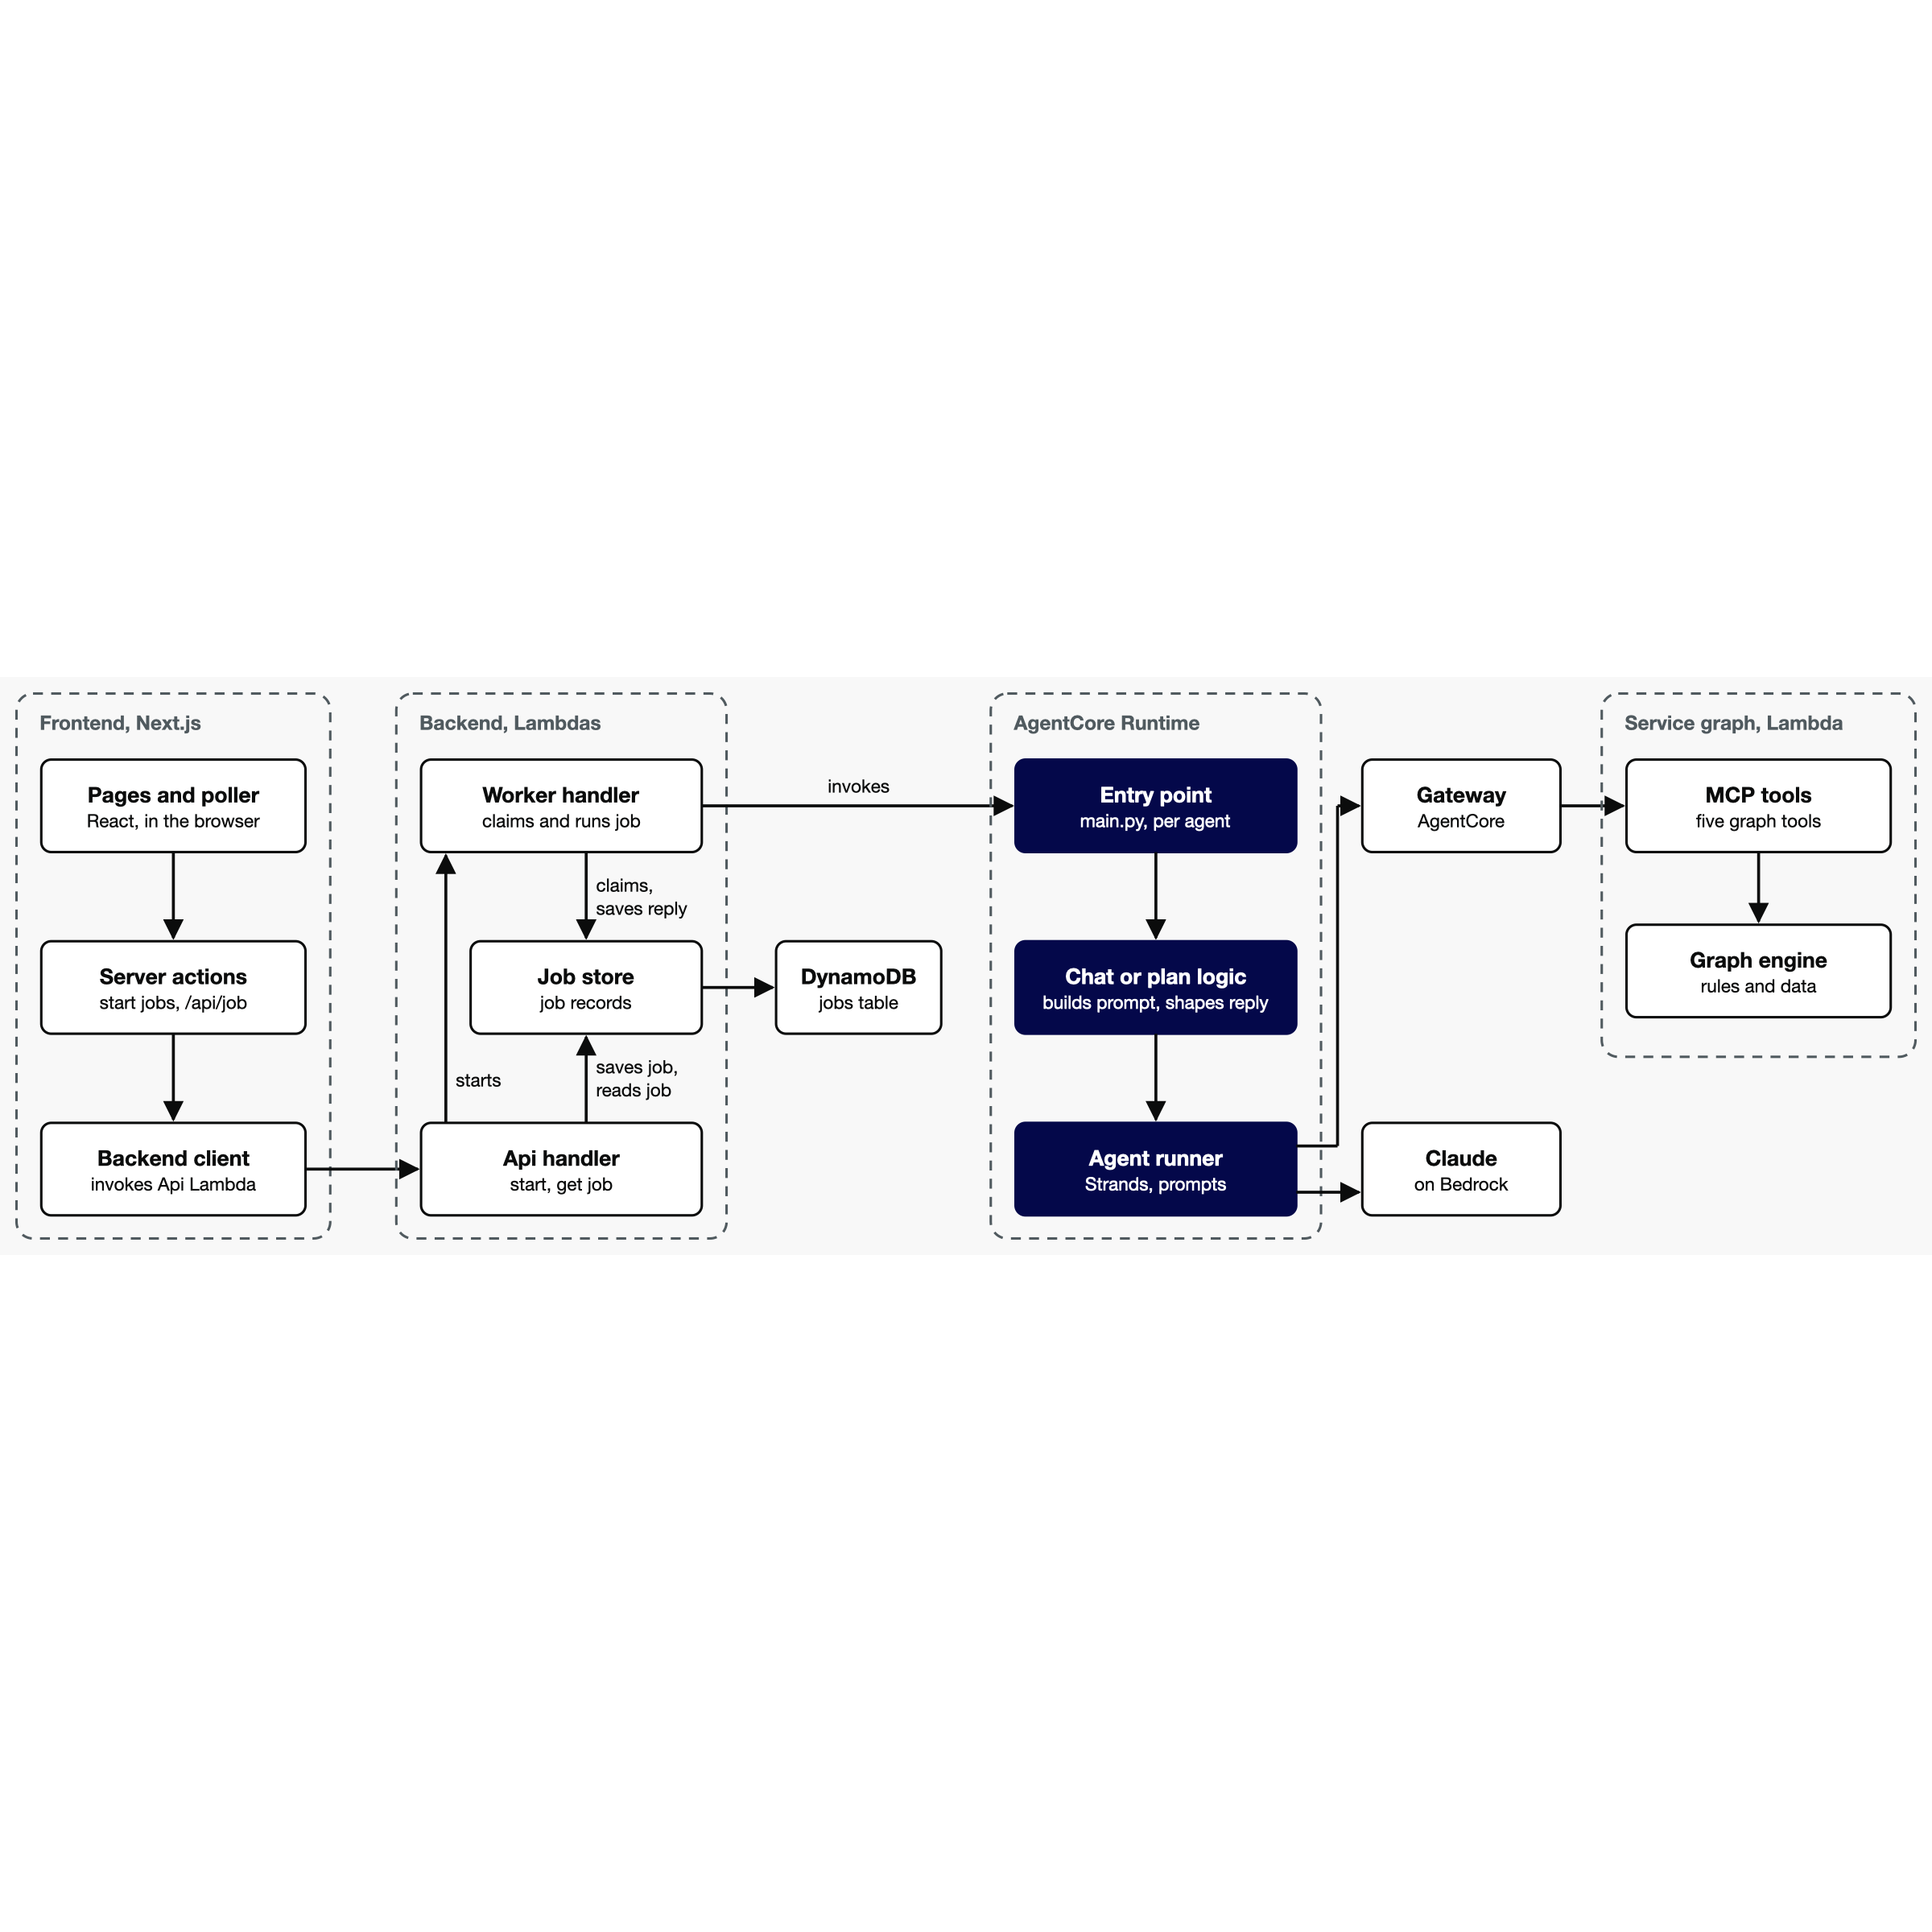 Frontend, Next.js
Pages and poller
React, in the browser
Server actions
start jobs, /api/job
Backend client
invokes Api Lambda
Backend, Lambdas
Worker handler
claims and runs job
claims,
saves reply
Job store
job records
starts
saves job,
reads job
Api handler
start, get job
invokes
DynamoDB
jobs table
AgentCore Runtime
Entry point
main.py, per agent
Chat or plan logic
builds prompt, shapes reply
Agent runner
Strands, prompts
Gateway
AgentCore
Claude
on Bedrock
Service graph, Lambda
MCP tools
five graph tools
Graph engine
rules and data